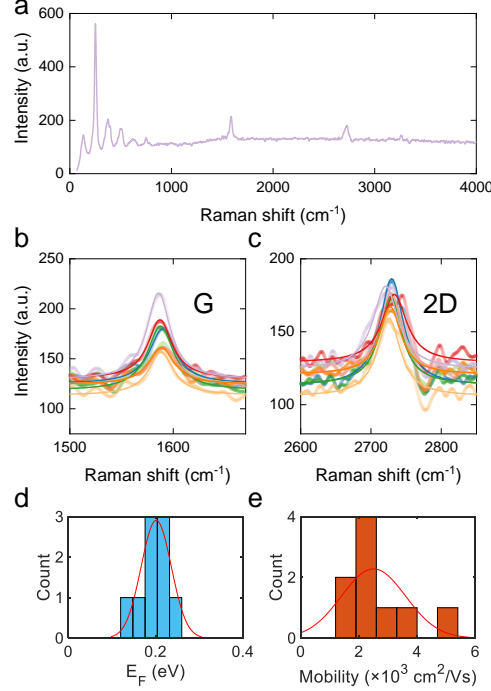 a
600
400
200
0
Intensity (a.u.)
0 1000 2000 3000 4000
Raman shift (cm⁻¹)
b
250
200
150
100
Intensity (a.u.)
G
1500 1600
Raman shift (cm⁻¹)
c
200
150
100
2D
2600 2700 2800
Raman shift (cm⁻¹)
d
3
2
1
0
Count
0 0.2 0.4
E_F (eV)
e
4
2
0
Count
0 2 4 6
Mobility (×10³ cm²/Vs)